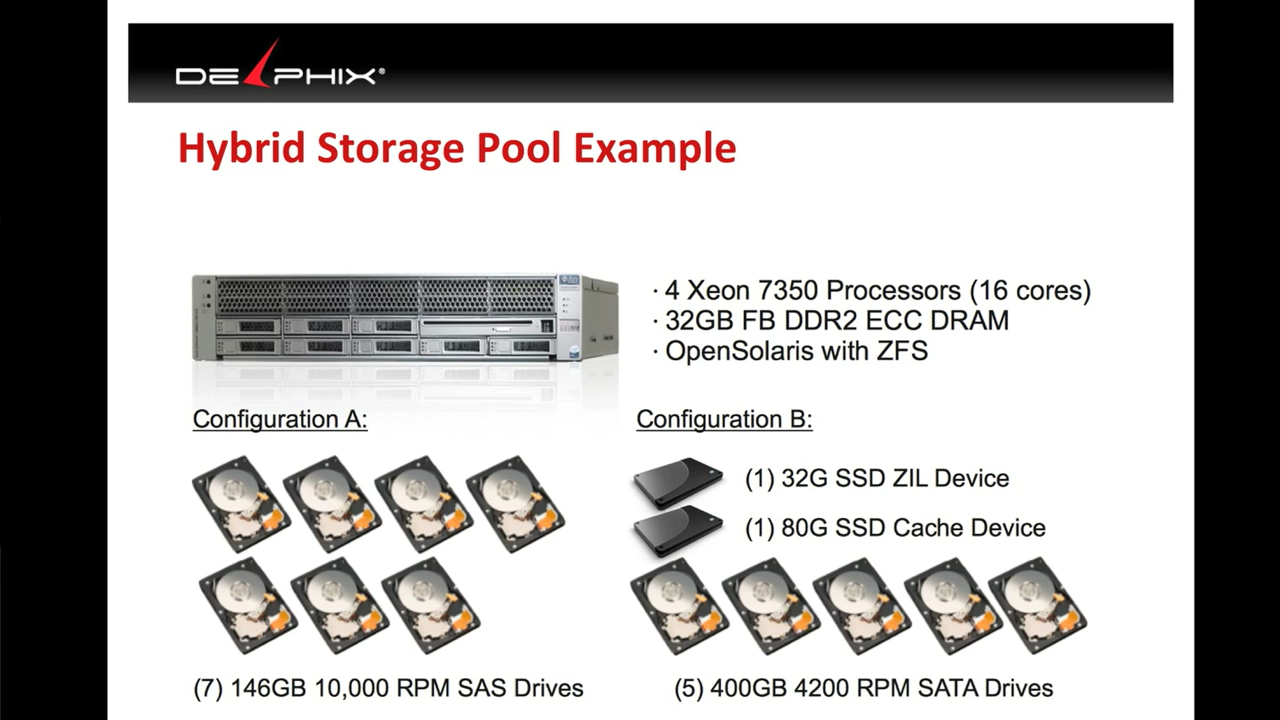 DELPHIX®
Hybrid Storage Pool Example
· 4 Xeon 7350 Processors (16 cores)
· 32GB FB DDR2 ECC DRAM
· OpenSolaris with ZFS
Configuration A:
Configuration B:
(1) 32G SSD ZIL Device
(1) 80G SSD Cache Device
(7) 146GB 10,000 RPM SAS Drives
(5) 400GB 4200 RPM SATA Drives